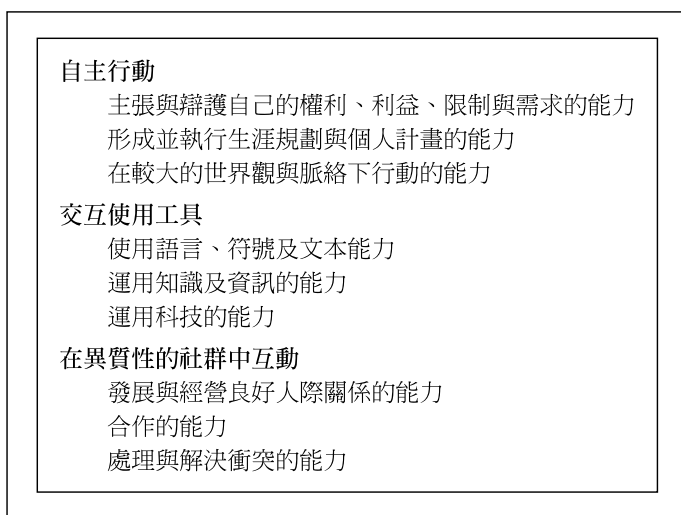 自主行動
主張與辯護自己的權利、利益、限制與需求的能力
形成並執行生涯規劃與個人計畫的能力
在較大的世界觀與脈絡下行動的能力
交互使用工具
使用語言、符號及文本能力
運用知識及資訊的能力
運用科技的能力
在異質性的社群中互動
發展與經營良好人際關係的能力
合作的能力
處理與解決衝突的能力